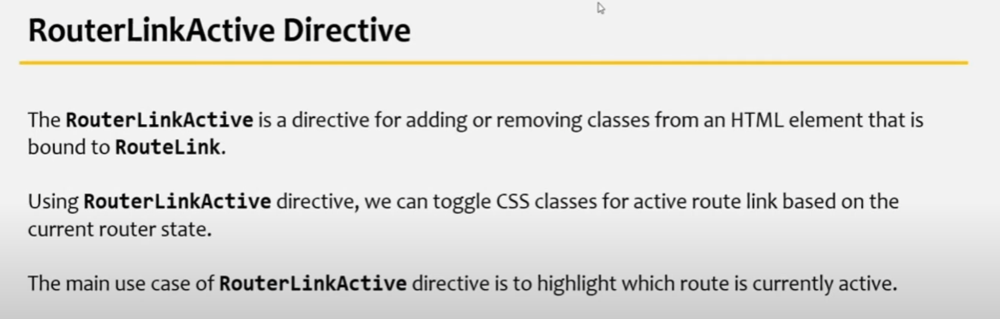 RouterLinkActive Directive
The RouterLinkActive is a directive for adding or removing classes from an HTML element that is
bound to RouteLink.
Using RouterLinkActive directive, we can toggle CSS classes for active route link based on the
current router state.
The main use case of RouterLinkActive directive is to highlight which route is currently active.